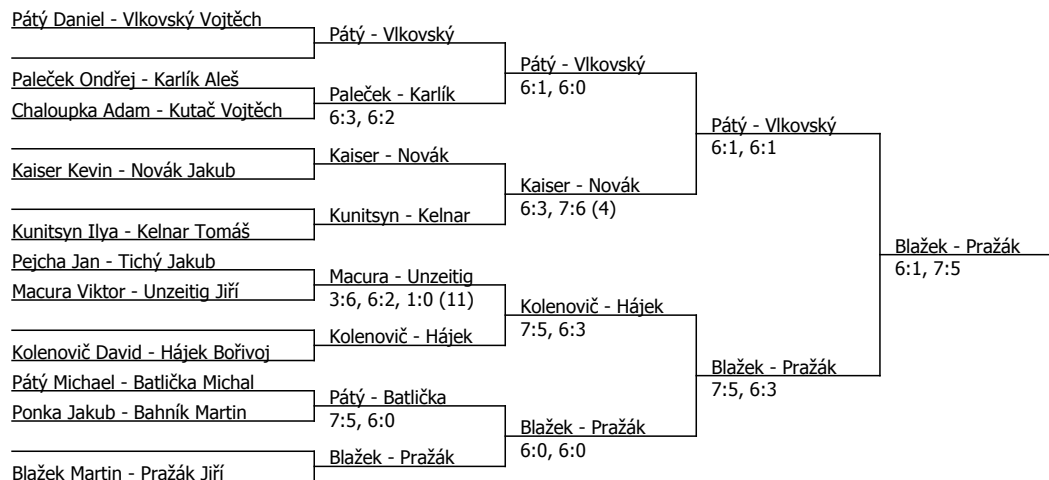 Pátý Daniel - Vlkovský Vojtěch
Paleček Ondřej - Karlík Aleš
Chaloupka Adam - Kutač Vojtěch
Kaiser Kevin - Novák Jakub
Kunitsyn Ilya - Kelnar Tomáš
Pejcha Jan - Tichý Jakub
Macura Viktor - Unzeitig Jiří
Kolenovič David - Hájek Bořivoj
Pátý Michael - Batlička Michal
Ponka Jakub - Bahník Martin
Blažek Martin - Pražák Jiří
Pátý - Vlkovský
Paleček - Karlík
6:3, 6:2
Kaiser - Novák
Kunitsyn - Kelnar
Macura - Unzeitig
3:6, 6:2, 1:0 (11)
Kolenovič - Hájek
Pátý - Batlička
7:5, 6:0
Blažek - Pražák
Pátý - Vlkovský
6:1, 6:0
Kaiser - Novák
6:3, 7:6 (4)
Kolenovič - Hájek
7:5, 6:3
Blažek - Pražák
6:0, 6:0
Pátý - Vlkovský
6:1, 6:1
Blažek - Pražák
7:5, 6:3
Blažek - Pražák
6:1, 7:5